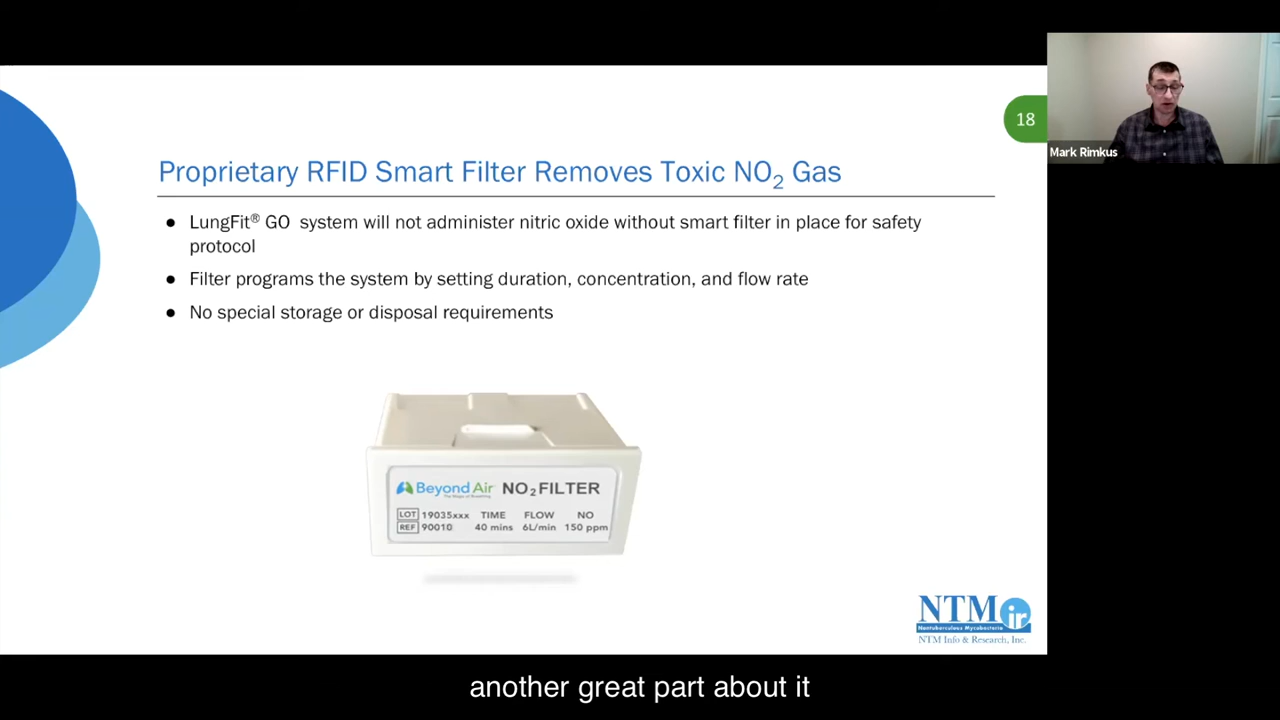 18
Mark Rimkus
Proprietary RFID Smart Filter Removes Toxic NO₂ Gas
● LungFit® GO system will not administer nitric oxide without smart filter in place for safety
protocol
● Filter programs the system by setting duration, concentration, and flow rate
● No special storage or disposal requirements
Beyond Air NO₂ FILTER
LOT 19035xxx TIME FLOW NO
REF 90010 40 mins 6L/min 150 ppm
NTM ir
Nontuberculous Mycobacteria
NTM Info & Research, Inc.
another great part about it